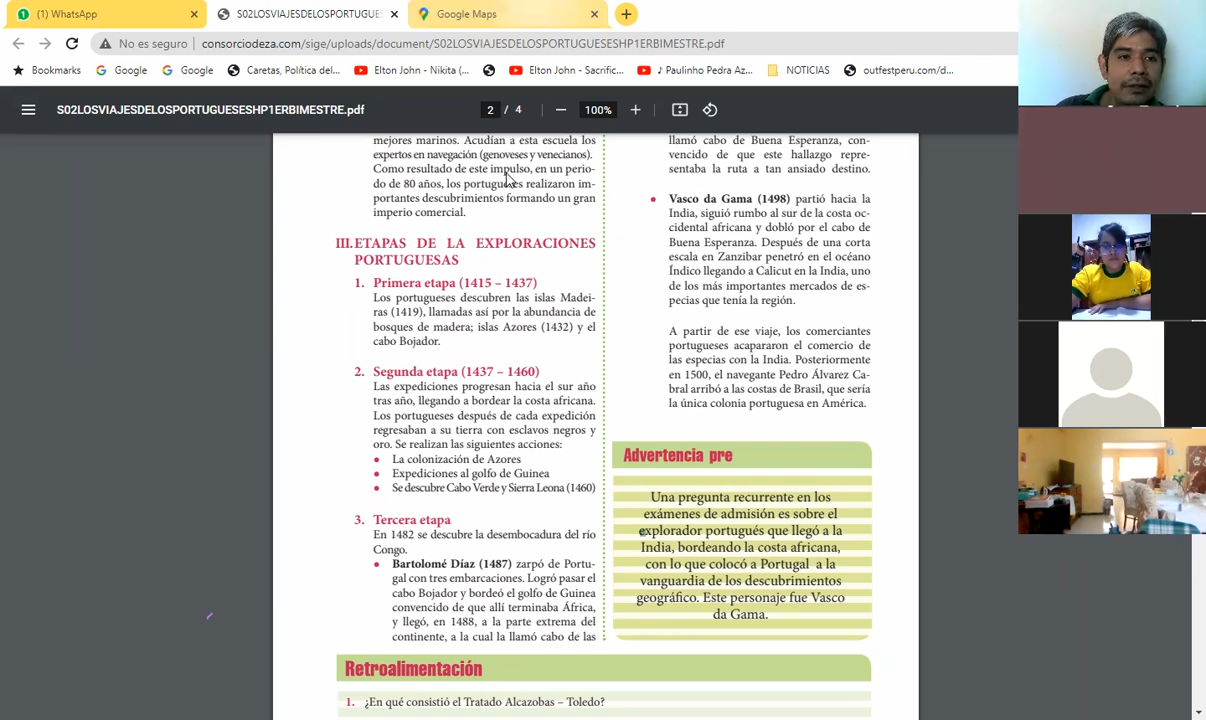 (1) WhatsApp
S02LOSVIAJESDELOSPORTUGUES
Google Maps
No es seguro
consorciodeza.com/sige/uploads/document/S02LOSVIAJESDELOSPORTUGUESESHP1ERBIMESTRE.pdf
Bookmarks
Google
Google
Caretas, Política del...
Elton John - Nikita (...
Elton John - Sacrific...
♪ Paulinho Pedra Az...
NOTICIAS
outfestperu.com/d...
S02LOSVIAJESDELOSPORTUGUESESHP1ERBIMESTRE.pdf
2 / 4
100%
mejores marinos. Acudían a esta escuela los
expertos en navegación (genoveses y venecianos).
Como resultado de este impulso, en un perio-
do de 80 años, los portugueses realizaron im-
portantes descubrimientos formando un gran
imperio comercial.
III. ETAPAS DE LA EXPLORACIONES
PORTUGUESAS
1. Primera etapa (1415 – 1437)
Los portugueses descubren las islas Madei-
ras (1419), llamadas así por la abundancia de
bosques de madera; islas Azores (1432) y el
cabo Bojador.
2. Segunda etapa (1437 – 1460)
Las expediciones progresan hacia el sur año
tras año, llegando a bordear la costa africana.
Los portugueses después de cada expedición
regresaban a su tierra con esclavos negros y
oro. Se realizan las siguientes acciones:
• La colonización de Azores
• Expediciones al golfo de Guinea
• Se descubre Cabo Verde y Sierra Leona (1460)
3. Tercera etapa
En 1482 se descubre la desembocadura del río
Congo.
• Bartolomé Díaz (1487) zarpó de Portu-
gal con tres embarcaciones. Logró pasar el
cabo Bojador y bordeó el golfo de Guinea
convencido de que allí terminaba África,
y llegó, en 1488, a la parte extrema del
continente, a la cual la llamó cabo de las
llamó cabo de Buena Esperanza, con-
vencido de que este hallazgo repre-
sentaba la ruta a tan ansiado destino.
• Vasco da Gama (1498) partió hacia la
India, siguió rumbo al sur de la costa oc-
cidental africana y dobló por el cabo de
Buena Esperanza. Después de una corta
escala en Zanzibar penetró en el océano
Índico llegando a Calicut en la India, uno
de los más importantes mercados de es-
pecias que tenía la región.
A partir de ese viaje, los comerciantes
portugueses acapararon el comercio de
las especias con la India. Posteriormente
en 1500, el navegante Pedro Álvarez Ca-
bral arribó a las costas de Brasil, que sería
la única colonia portuguesa en América.
Advertencia pre
Una pregunta recurrente en los
exámenes de admisión es sobre el
explorador portugués que llegó a la
India, bordeando la costa africana,
con lo que colocó a Portugal a la
vanguardia de los descubrimientos
geográfico. Este personaje fue Vasco
da Gama.
Retroalimentación
1. ¿En qué consistió el Tratado Alcazobas – Toledo?